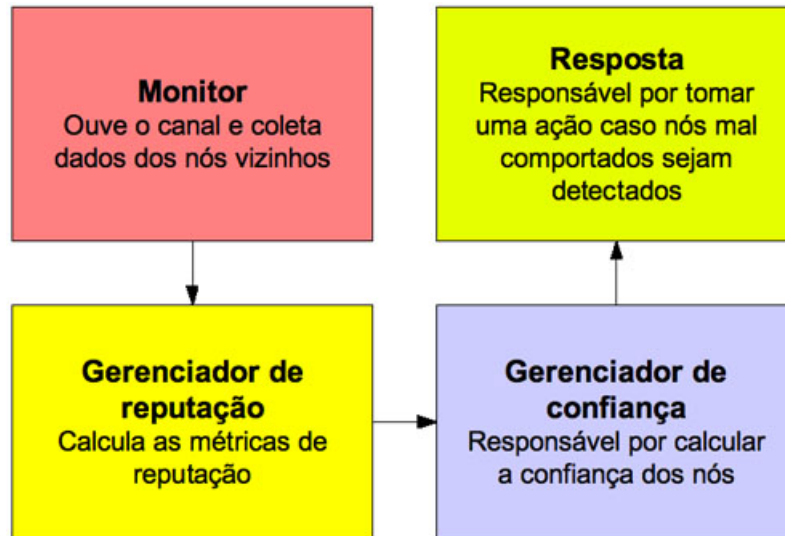 Monitor
Ouve o canal e coleta
dados dos nós vizinhos
Resposta
Responsável por tomar
uma ação caso nós mal
comportados sejam
detectados
Gerenciador de
reputação
Calcula as métricas de
reputação
Gerenciador de
confiança
Responsável por calcular
a confiança dos nós